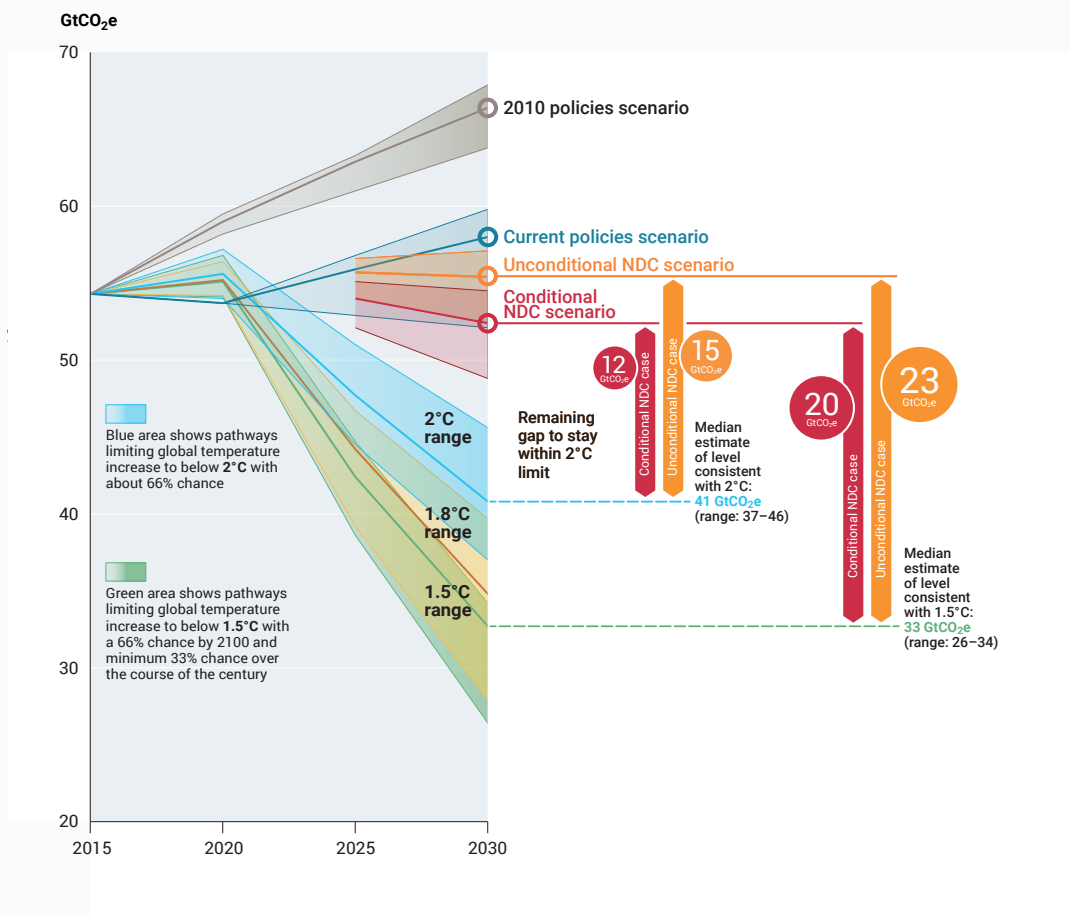 GtCO₂e
70
60
50
40
30
20
2015
2020
2025
2030
2010 policies scenario
Current policies scenario
Unconditional NDC scenario
Conditional
NDC scenario
2°C
range
1.8°C
range
1.5°C
range
Blue area shows pathways
limiting global temperature
increase to below 2°C with
about 66% chance
Green area shows pathways
limiting global temperature
increase to below 1.5°C with
a 66% chance by 2100 and
minimum 33% chance over
the course of the century
Remaining
gap to stay
within 2°C
limit
12
GtCO₂e
Conditional NDC case
Unconditional NDC case
15
GtCO₂e
Median
estimate
of level
consistent
with 2°C:
41 GtCO₂e
(range: 37–46)
20
GtCO₂e
Conditional NDC case
Unconditional NDC case
23
GtCO₂e
Median
estimate
of level
consistent
with 1.5°C:
33 GtCO₂e
(range: 26–34)